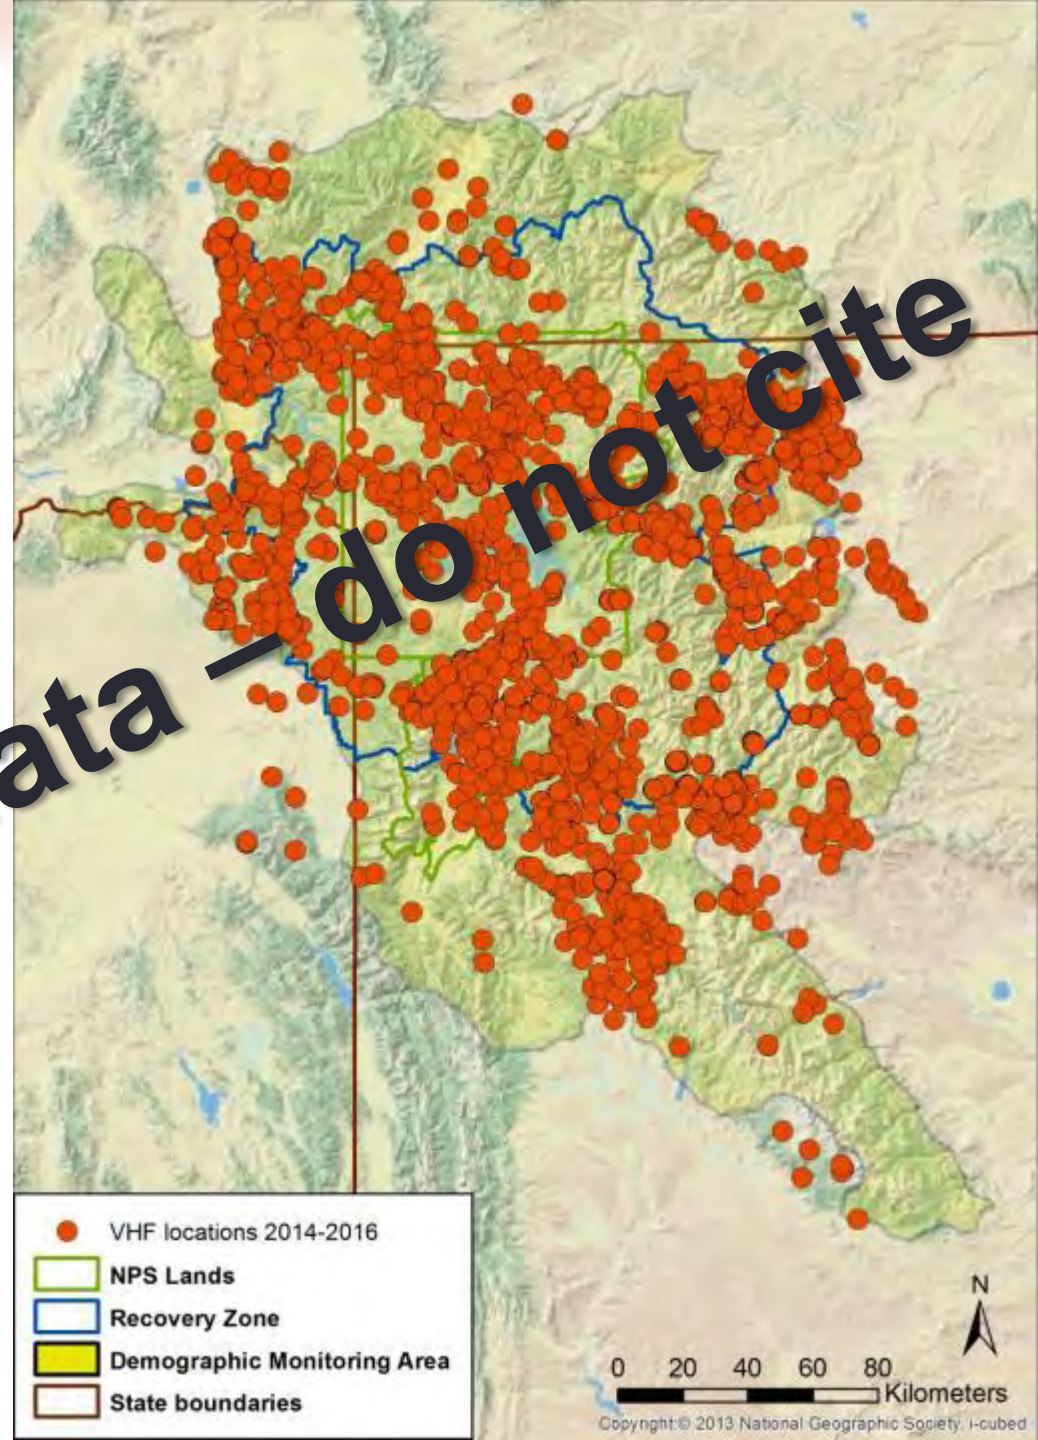 ata – do not cite
VHF locations 2014-2016
NPS Lands
Recovery Zone
Demographic Monitoring Area
State boundaries
N
0 20 40 60 80
Kilometers
Copyright:© 2013 National Geographic Society, i-cubed